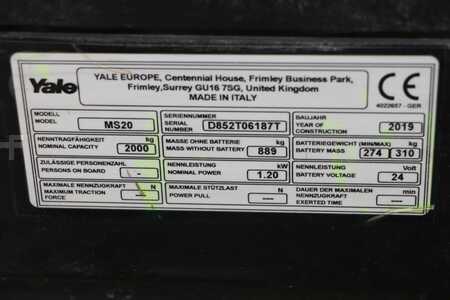 Yale
YALE EUROPE, Centennial House, Frimley Business Park,
Frimley,Surrey GU16 7SG, United Kingdom
MADE IN ITALY
CE
4022657 - GER
MODELL
MODEL
MS20
SERIENNUMMER
SERIAL NUMBER
D852T06187T
BAUJAHR
YEAR OF CONSTRUCTION
2019
NENNTRAGFÄHIGKEIT
NOMINAL CAPACITY
kg
2000
MASSE OHNE BATTERIE
MASS WITHOUT BATTERY
kg
889
BATTERIEGEWICHT (MIN/MAX)
BATTERY MASS
kg
274
310
ZULÄSSIGE PERSONENZAHL
PERSONS ON BOARD
-
NENNLEISTUNG
NOMINAL POWER
kW
1.20
NENNLEISTUNG
BATTERY VOLTAGE
V
24
MAXIMALE NENNZUGKRAFT
MAXIMUM TRACTION
FORCE
N
---
MAXIMALE STÜTZLAST
POWER PULL
N
---
DAUER DER MAXIMALEN
NENNZUGKRAFT
EXERTED TIME
min
---